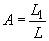 A = L₁/L